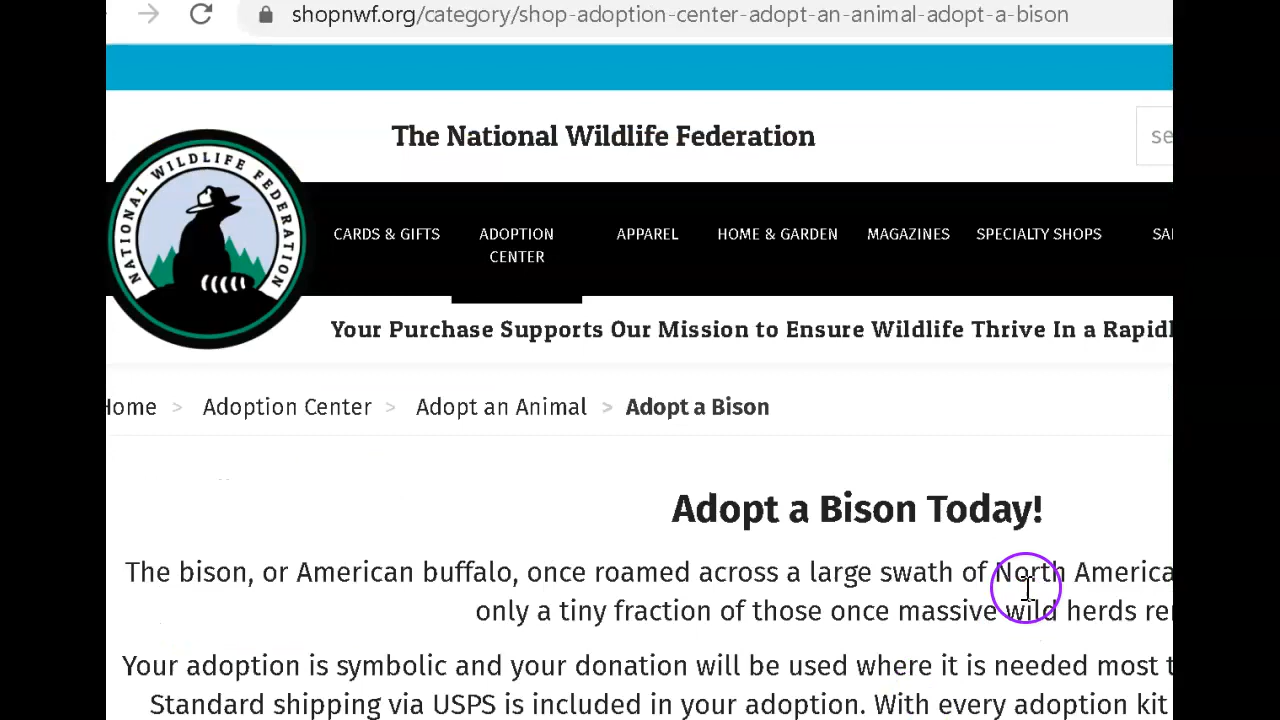 shopnwf.org/category/shop-adoption-center-adopt-an-animal-adopt-a-bison
The National Wildlife Federation
NATIONAL WILDLIFE FEDERATION
CARDS & GIFTS ADOPTION CENTER APPAREL HOME & GARDEN MAGAZINES SPECIALTY SHOPS
Your Purchase Supports Our Mission to Ensure Wildlife Thrive In a
Home > Adoption Center > Adopt an Animal > Adopt a Bison
Adopt a Bison Today!
The bison, or American buffalo, once roamed across a large swath of North America
only a tiny fraction of those once massive wild herds
Your adoption is symbolic and your donation will be used where it is needed most
Standard shipping via USPS is included in your adoption. With every adoption kit